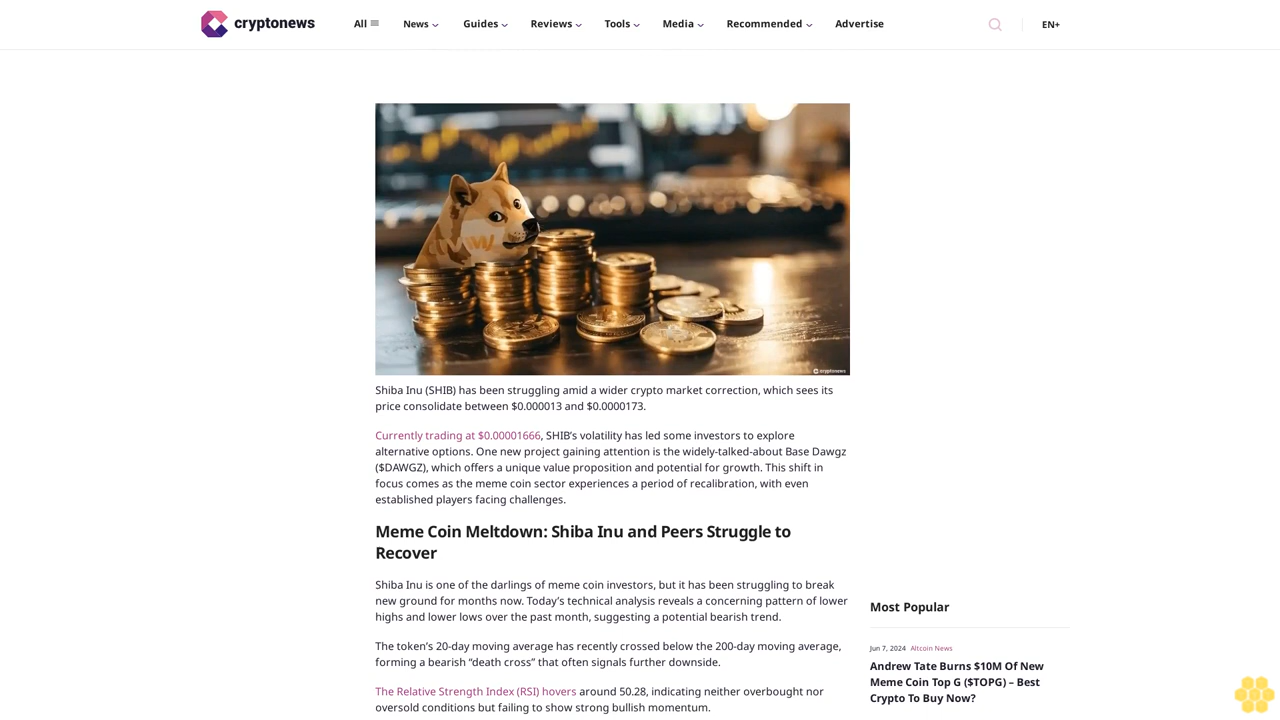 cryptonews
All
News
Guides
Reviews
Tools
Media
Recommended
Advertise
EN+
cryptonews
Shiba Inu (SHIB) has been struggling amid a wider crypto market correction, which sees its
price consolidate between $0.000013 and $0.0000173.
Currently trading at $0.00001666, SHIB’s volatility has led some investors to explore
alternative options. One new project gaining attention is the widely-talked-about Base Dawgz
($DAWGZ), which offers a unique value proposition and potential for growth. This shift in
focus comes as the meme coin sector experiences a period of recalibration, with even
established players facing challenges.
Meme Coin Meltdown: Shiba Inu and Peers Struggle to
Recover
Shiba Inu is one of the darlings of meme coin investors, but it has been struggling to break
new ground for months now. Today’s technical analysis reveals a concerning pattern of lower
highs and lower lows over the past month, suggesting a potential bearish trend.
The token’s 20-day moving average has recently crossed below the 200-day moving average,
forming a bearish “death cross” that often signals further downside.
The Relative Strength Index (RSI) hovers around 50.28, indicating neither overbought nor
oversold conditions but failing to show strong bullish momentum.
Most Popular
Jun 7, 2024 Altcoin News
Andrew Tate Burns $10M Of New
Meme Coin Top G ($TOPG) – Best
Crypto To Buy Now?